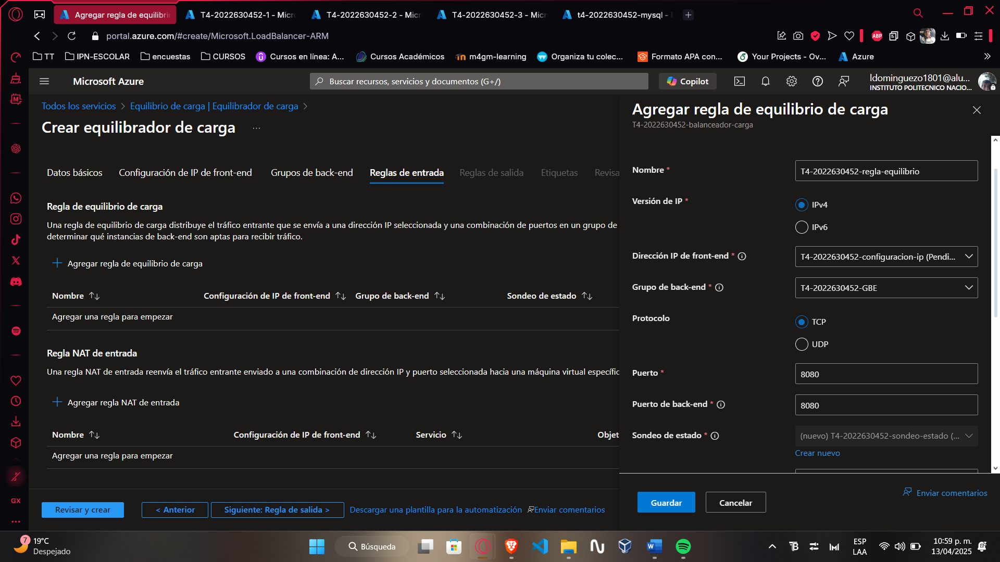 Agregar regla de equilibri
T4-2022630452-1 - Micr
T4-2022630452-2 - Micr
T4-2022630452-3 - Micr
t4-2022630452-mysql -
portal.azure.com/#create/Microsoft.LoadBalancer-ARM
ABP
TT
IPN-ESCOLAR
encuestas
CURSOS
Cursos en línea: A...
Cursos Académicos
m4gm-learning
Organiza tu colec...
Formato APA con...
Your Projects - Ov...
Azure
Microsoft Azure
Buscar recursos, servicios y documentos (G+/)
Copilot
ldominguezo1801@alu...
INSTITUTO POLITECNICO NACIO...
Todos los servicios > Equilibrio de carga | Equilibrador de carga >
Crear equilibrador de carga ...
Datos básicos
Configuración de IP de front-end
Grupos de back-end
Reglas de entrada
Reglas de salida
Etiquetas
Revisa
Regla de equilibrio de carga
Una regla de equilibrio de carga distribuye el tráfico entrante que se envía a una dirección IP seleccionada y una combinación de puertos en un grupo de
determinar qué instancias de back-end son aptas para recibir tráfico.
+ Agregar regla de equilibrio de carga
Nombre ↑↓
Configuración de IP de front-end ↑↓
Grupo de back-end ↑↓
Sondeo de estado ↑↓
Agregar una regla para empezar
Regla NAT de entrada
Una regla NAT de entrada reenvía el tráfico entrante enviado a una combinación de dirección IP y puerto seleccionada hacia una máquina virtual específic
+ Agregar regla NAT de entrada
Nombre ↑↓
Configuración de IP de front-end ↑↓
Servicio ↑↓
Objet
Agregar una regla para empezar
Revisar y crear
< Anterior
Siguiente: Regla de salida >
Descargar una plantilla para la automatización
Enviar comentarios
Agregar regla de equilibrio de carga
T4-2022630452-balanceador-carga
Nombre *
T4-2022630452-regla-equilibrio
Versión de IP *
IPv4
IPv6
Dirección IP de front-end *
T4-2022630452-configuracion-ip (Pendi...
Grupo de back-end *
T4-2022630452-GBE
Protocolo
TCP
UDP
Puerto *
8080
Puerto de back-end *
8080
Sondeo de estado *
(nuevo) T4-2022630452-sondeo-estado (...
Crear nuevo
Guardar
Cancelar
Enviar comentarios
GX
7
19°C
Despejado
Búsqueda
ESP
LAA
10:59 p. m.
13/04/2025